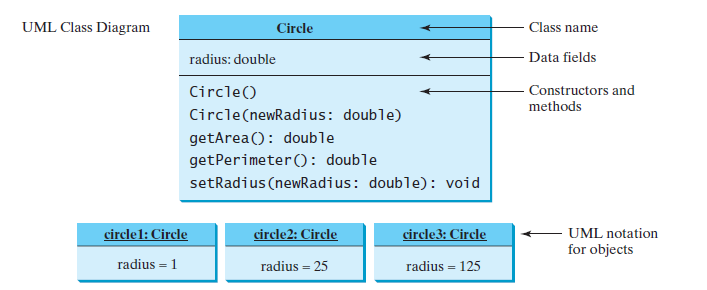 UML Class Diagram
Circle
Class name
radius: double
Data fields
Circle()
Constructors and
methods
Circle(newRadius: double)
getArea(): double
getPerimeter(): double
setRadius(newRadius: double): void
circle1: Circle
circle2: Circle
circle3: Circle
UML notation
for objects
radius = 1
radius = 25
radius = 125